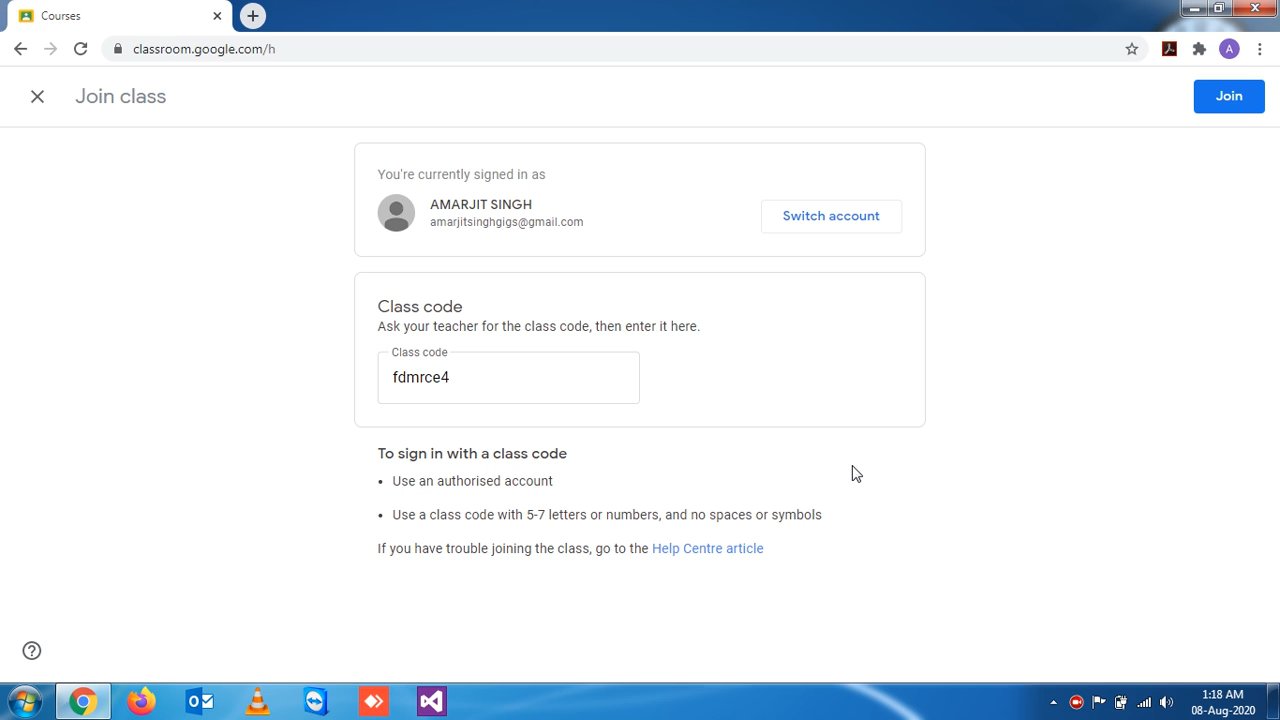 Courses
classroom.google.com/h
A
Join class
Join
You're currently signed in as
AMARJIT SINGH
amarjitsinghgigs@gmail.com
Switch account
Class code
Ask your teacher for the class code, then enter it here.
Class code
fdmrce4
To sign in with a class code
• Use an authorised account
• Use a class code with 5-7 letters or numbers, and no spaces or symbols
If you have trouble joining the class, go to the Help Centre article
1:18 AM
08-Aug-2020